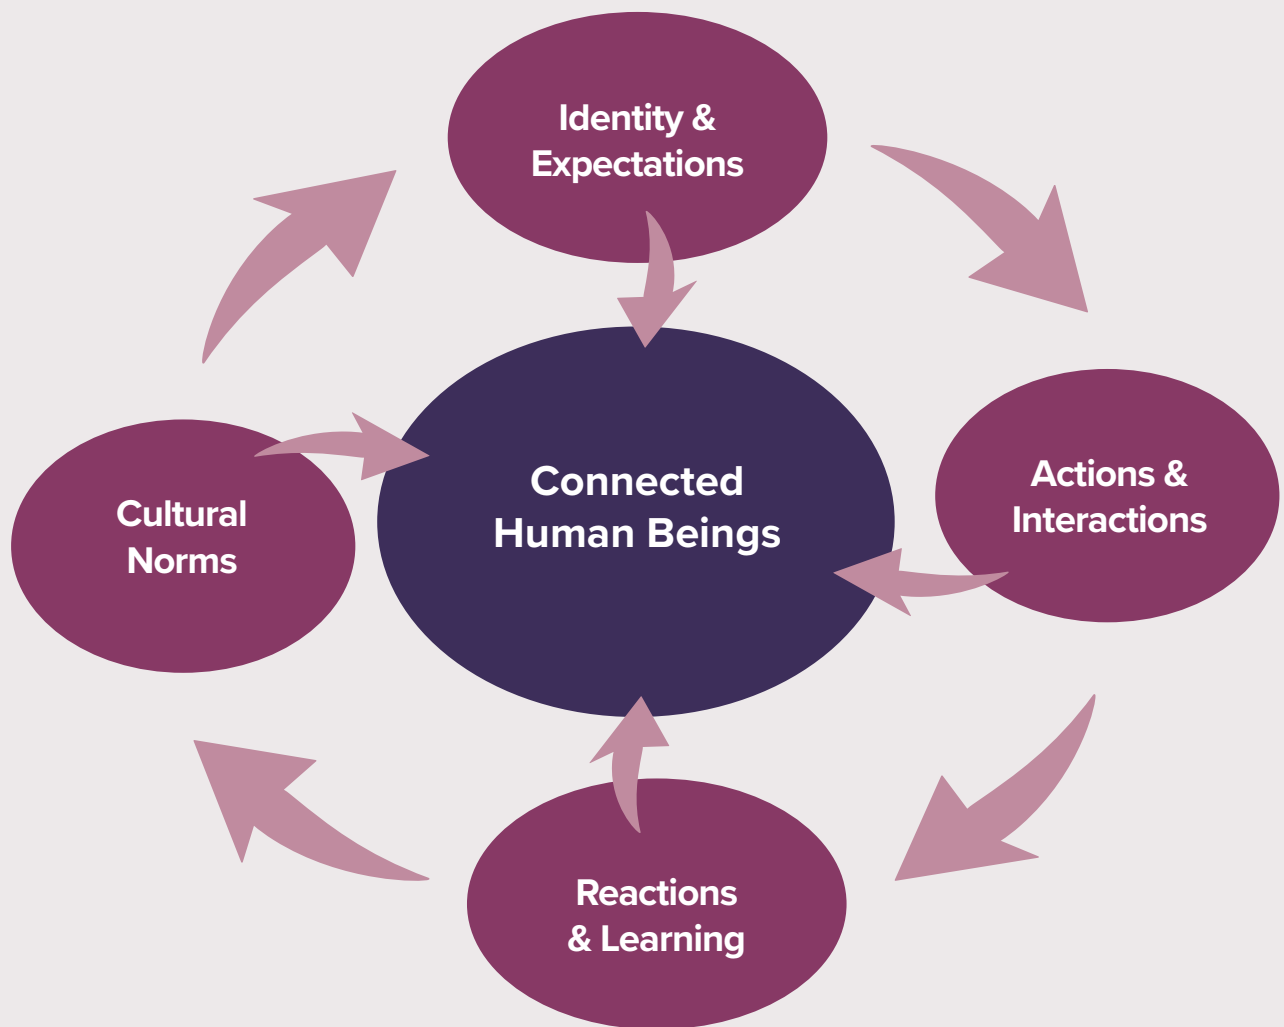 Identity &
Expectations
Actions &
Interactions
Connected
Human Beings
Cultural
Norms
Reactions
& Learning